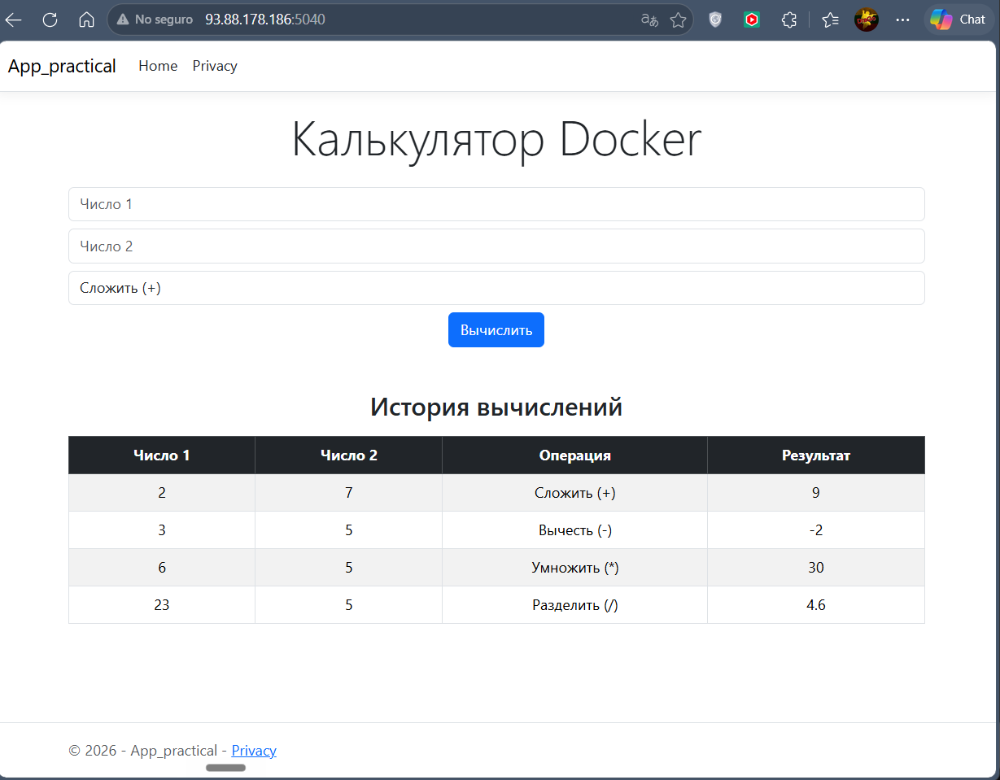 No seguro 93.88.178.186:5040 Chat
App_practical Home Privacy
Калькулятор Docker
Число 1
Число 2
Сложить (+)
Вычислить
История вычислений
Число 1 Число 2 Операция Результат
2 7 Сложить (+) 9
3 5 Вычесть (-) -2
6 5 Умножить (*) 30
23 5 Разделить (/) 4.6
© 2026 - App_practical - Privacy